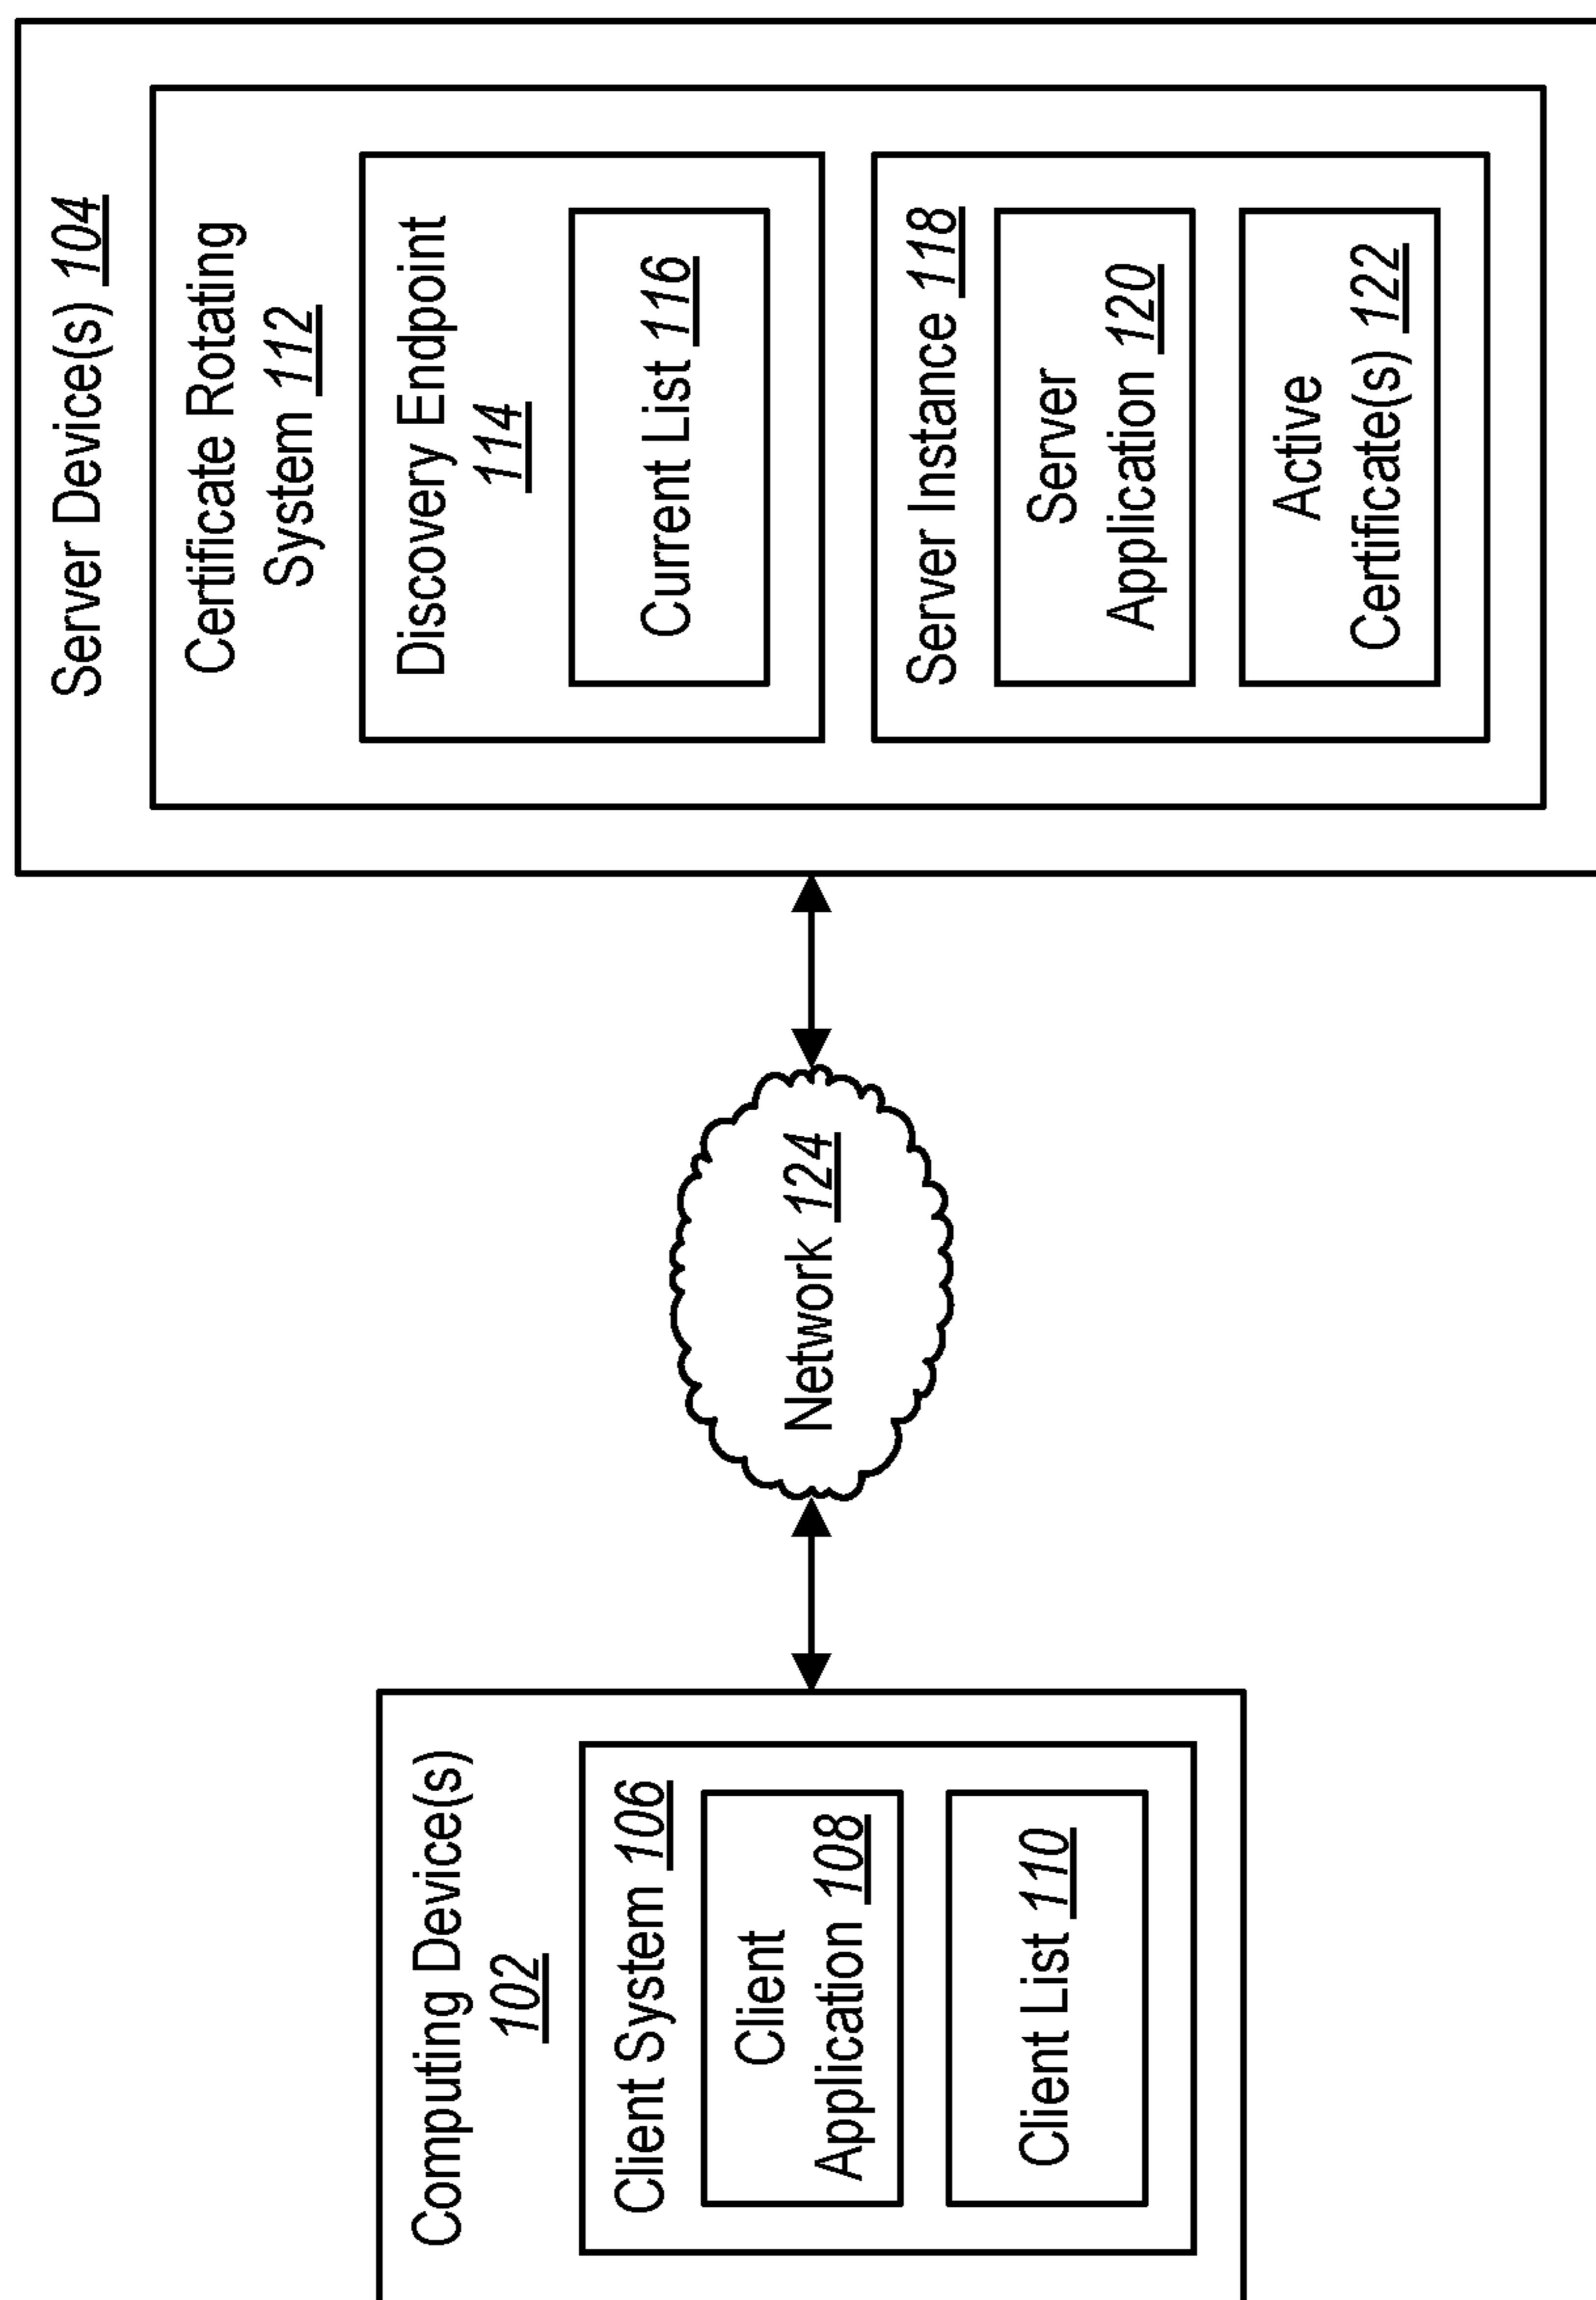 Computing Device(s)
102
Client System 106
Client
Application 108
Client List 110
Network 124
Server Device(s) 104
Certificate Rotating
System 112
Discovery Endpoint
114
Current List 116
Server Instance 118
Server
Application 120
Active
Certificate(s) 122